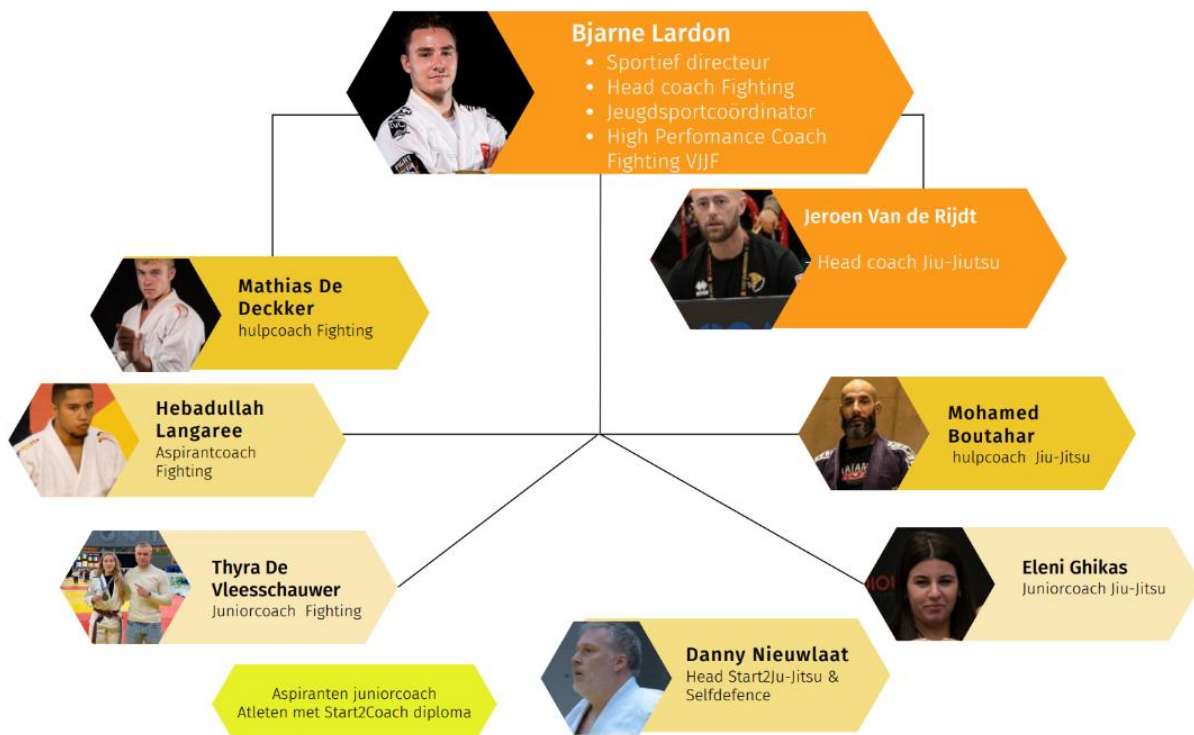 Bjarne Lardon
• Sportief directeur
• Head coach Fighting
• Jeugdsportcoördinator
• High Perfomance Coach
Fighting VJJF
Jeroen Van de Rijdt
- Head coach Jiu-Jiutsu
Mathias De
Deckker
hulpcoach Fighting
Hebadullah
Langaree
Aspirantcoach
Fighting
Mohamed
Boutahar
hulpcoach Jiu-Jitsu
Thyra De
Vleesschauwer
Juniorcoach Fighting
Eleni Ghikas
Juniorcoach Jiu-Jitsu
Danny Nieuwlaat
Head Start2Ju-Jitsu &
Selfdefence
Aspiranten juniorcoach
Atleten met Start2Coach diploma